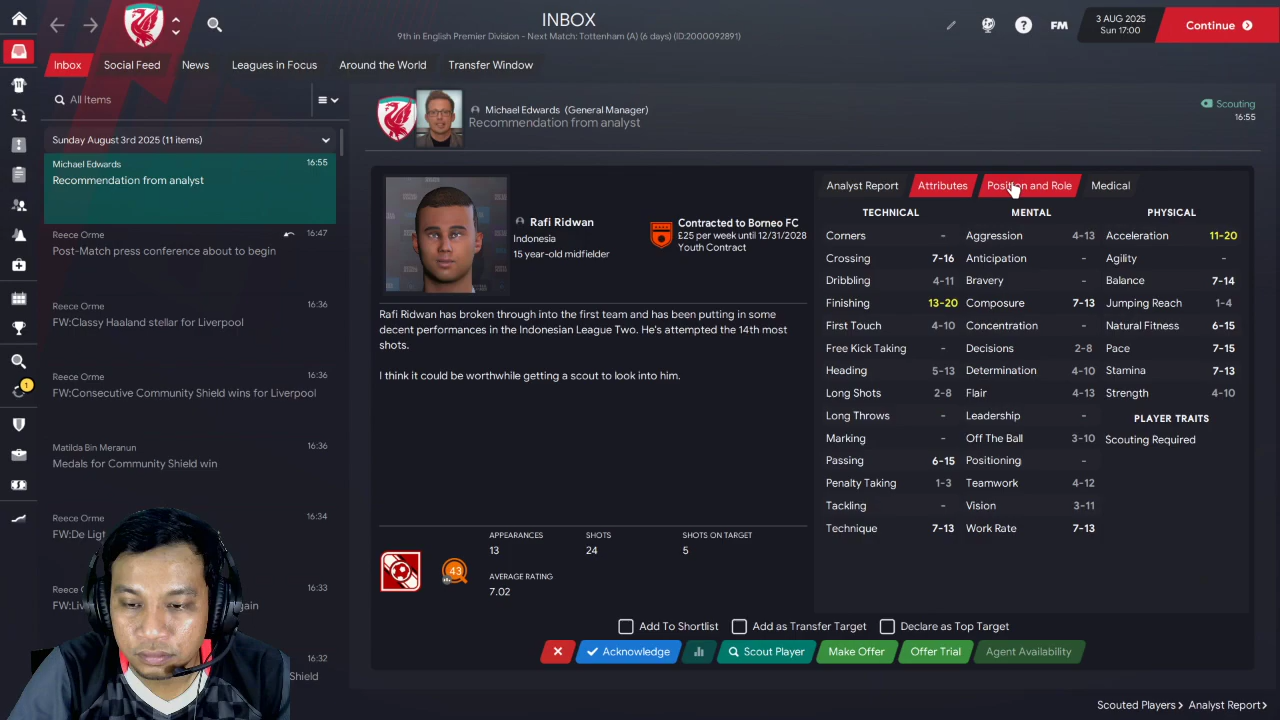 INBOX
9th in English Premier Division - Next Match: Tottenham (A) (6 days) (ID:2000092891)
FM
3 AUG 2025
Sun 17:00
Continue
Inbox
Social Feed
News
Leagues in Focus
Around the World
Transfer Window
All Items
Sunday August 3rd 2025 (11 items)
Michael Edwards
16:55
Recommendation from analyst
Reece Orme
16:47
Post-Match press conference about to begin
Reece Orme
16:36
FW:Classy Haaland stellar for Liverpool
Reece Orme
16:36
FW:Consecutive Community Shield wins for Liverpool
Matilda Bin Meranun
16:36
Medals for Community Shield win
Reece Orme
16:34
FW:De Ligt
Reece
16:33
again
16:32
Shield
1
Michael Edwards (General Manager)
Recommendation from analyst
Scouting
16:55
Rafi Ridwan
Indonesia
15 year-old midfielder
Contracted to Borneo FC
£25 per week until 12/31/2028
Youth Contract
Rafi Ridwan has broken through into the first team and has been putting in some
decent performances in the Indonesian League Two. He's attempted the 14th most
shots.
I think it could be worthwhile getting a scout to look into him.
43
APPEARANCES
13
SHOTS
24
SHOTS ON TARGET
5
AVERAGE RATING
7.02
Analyst Report
Attributes
Position and Role
Medical
TECHNICAL
Corners -
Crossing 7-16
Dribbling 4-11
Finishing 13-20
First Touch 4-10
Free Kick Taking -
Heading 5-13
Long Shots 2-8
Long Throws -
Marking -
Passing 6-15
Penalty Taking 1-3
Tackling -
Technique 7-13
MENTAL
Aggression 4-13
Anticipation -
Bravery -
Composure 7-13
Concentration -
Decisions 2-8
Determination 4-10
Flair 4-13
Leadership -
Off The Ball 3-10
Positioning -
Teamwork 4-12
Vision 3-11
Work Rate 7-13
PHYSICAL
Acceleration 11-20
Agility -
Balance 7-14
Jumping Reach 1-4
Natural Fitness 6-15
Pace 7-15
Stamina 7-13
Strength 4-10
PLAYER TRAITS
Scouting Required
Add To Shortlist
Add as Transfer Target
Declare as Top Target
Acknowledge
Scout Player
Make Offer
Offer Trial
Agent Availability
Scouted Players>
Analyst Report>